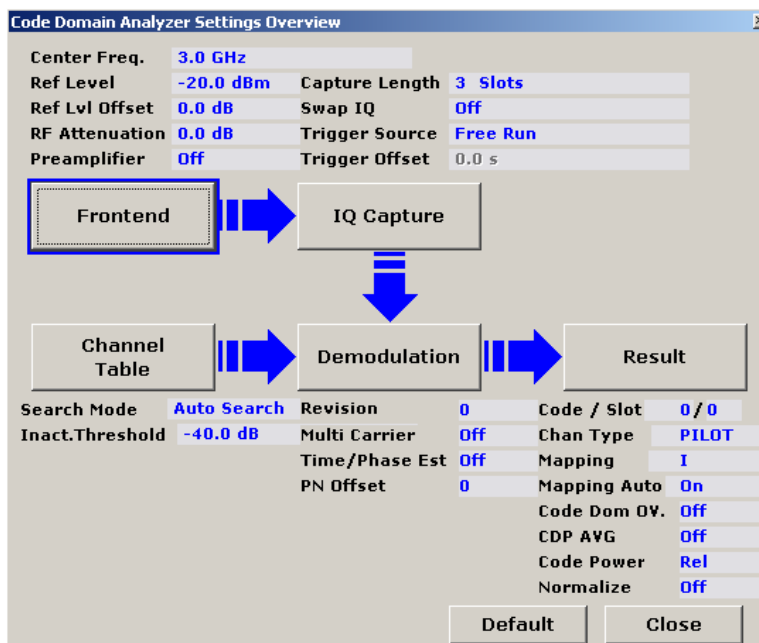 Code Domain Analyzer Settings Overview
Center Freq. 3.0 GHz
Ref Level -20.0 dBm Capture Length 3 Slots
Ref Lvl Offset 0.0 dB Swap IQ Off
RF Attenuation 0.0 dB Trigger Source Free Run
Preamplifier Off Trigger Offset 0.0 s
Frontend IQ Capture
Channel
Table
Demodulation Result
Search Mode Auto Search Revision 0 Code / Slot 0/0
Inact.Threshold -40.0 dB Multi Carrier Off Chan Type PILOT
Time/Phase Est Off Mapping I
PN Offset 0 Mapping Auto On
Code Dom OV. Off
CDP AVG Off
Code Power Rel
Normalize Off
Default Close